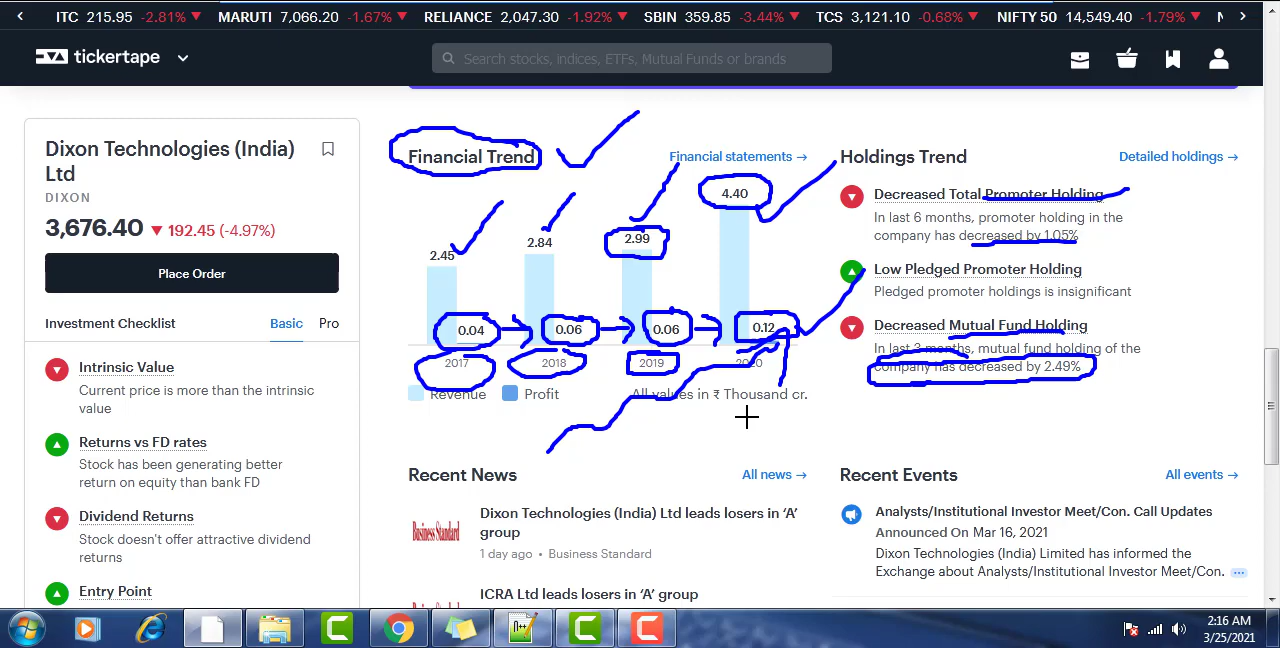 ITC 215.95 -2.81% MARUTI 7,066.20 -1.67% RELIANCE 2,047.30 -1.92% SBIN 359.85 -3.44% TCS 3,121.10 -0.68% NIFTY 50 14,549.40 -1.79%
tickertape
Search stocks, indices, ETFs, Mutual Funds or brands
Dixon Technologies (India)
Ltd
DIXON
3,676.40 192.45 (-4.97%)
Place Order
Investment Checklist Basic Pro
Intrinsic Value
Current price is more than the intrinsic
value
Returns vs FD rates
Stock has been generating better
return on equity than bank FD
Dividend Returns
Stock doesn't offer attractive dividend
returns
Entry Point
Financial Trend Financial statements →
4.40
2.99
2.84
2.45
0.04 0.06 0.06 0.12
2017 2018 2019 2020
Revenue Profit All values in ₹ Thousand cr.
Holdings Trend Detailed holdings →
Decreased Total Promoter Holding
In last 6 months, promoter holding in the
company has decreased by 1.05%
Low Pledged Promoter Holding
Pledged promoter holdings is insignificant
Decreased Mutual Fund Holding
In last 3 months, mutual fund holding of the
company has decreased by 2.49%
Recent News All news →
Business Standard
Dixon Technologies (India) Ltd leads losers in ‘A’
group
1 day ago • Business Standard
ICRA Ltd leads losers in ‘A’ group
Recent Events All events →
Analysts/Institutional Investor Meet/Con. Call Updates
Announced On Mar 16, 2021
Dixon Technologies (India) Limited has informed the
Exchange about Analysts/Institutional Investor Meet/Con.
2:16 AM
3/25/2021